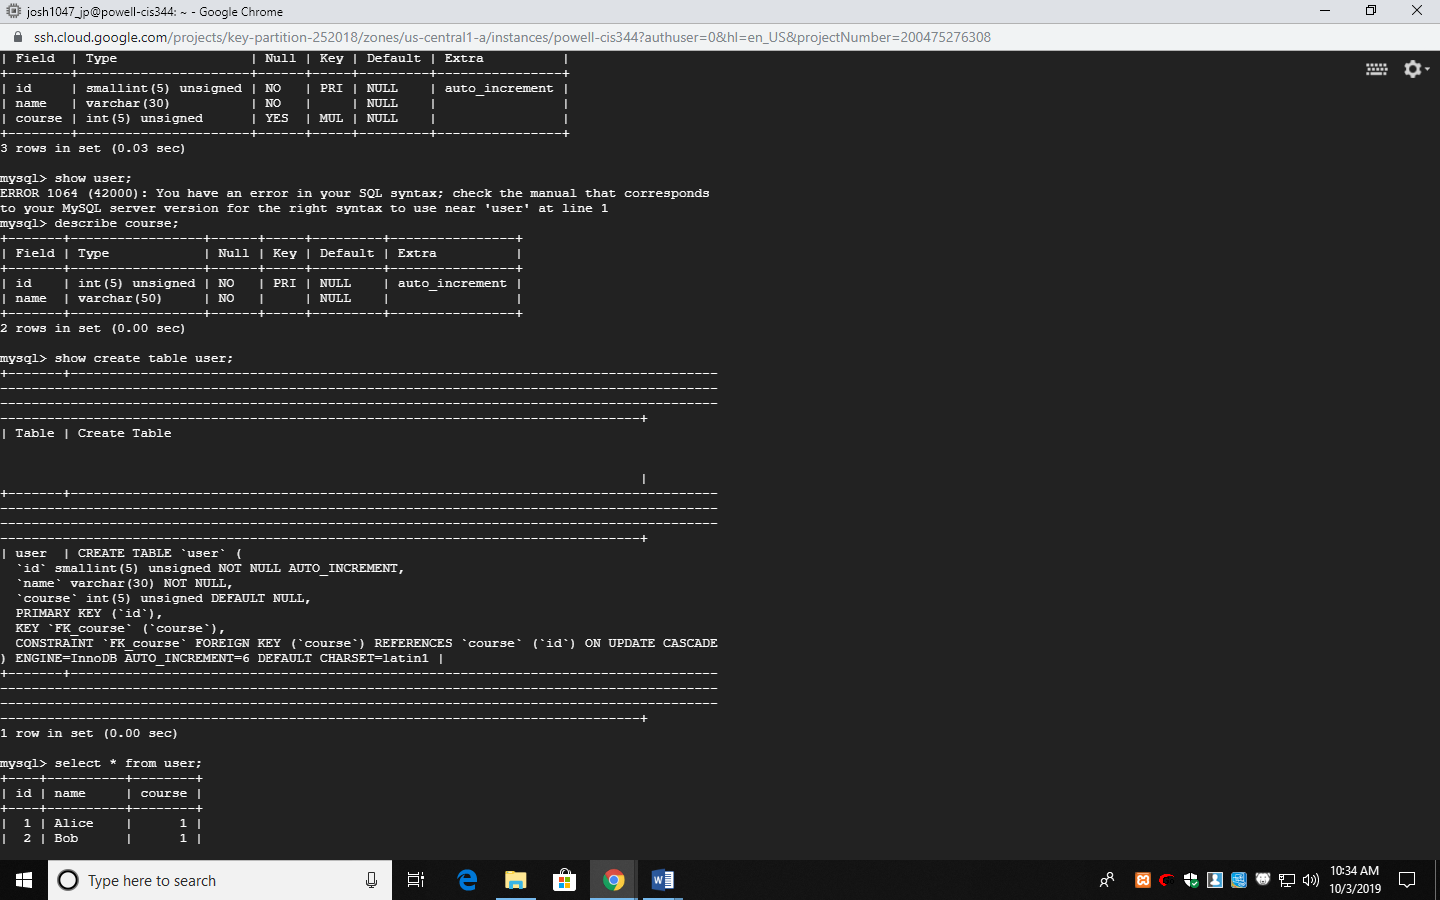 josh1047_jp@powell-cis344: ~ - Google Chrome
ssh.cloud.google.com/projects/key-partition-252018/zones/us-central1-a/instances/powell-cis344?authuser=0&hl=en_US&projectNumber=200475276308
| Field  | Type                 | Null | Key | Default | Extra          |
+--------+----------------------+------+-----+---------+----------------+
| id     | smallint(5) unsigned | NO   | PRI | NULL    | auto_increment |
| name   | varchar(30)          | NO   |     | NULL    |                |
| course | int(5) unsigned      | YES  | MUL | NULL    |                |
+--------+----------------------+------+-----+---------+----------------+
3 rows in set (0.03 sec)
mysql> show user;
ERROR 1064 (42000): You have an error in your SQL syntax; check the manual that corresponds
to your MySQL server version for the right syntax to use near 'user' at line 1
mysql> describe course;
+-------+-----------------+------+-----+---------+----------------+
| Field | Type            | Null | Key | Default | Extra          |
+-------+-----------------+------+-----+---------+----------------+
| id    | int(5) unsigned | NO   | PRI | NULL    | auto_increment |
| name  | varchar(50)     | NO   |     | NULL    |                |
+-------+-----------------+------+-----+---------+----------------+
2 rows in set (0.00 sec)
mysql> show create table user;
| Table | Create Table
|
| user  | CREATE TABLE `user` (
  `id` smallint(5) unsigned NOT NULL AUTO_INCREMENT,
  `name` varchar(30) NOT NULL,
  `course` int(5) unsigned DEFAULT NULL,
  PRIMARY KEY (`id`),
  KEY `FK_course` (`course`),
  CONSTRAINT `FK_course` FOREIGN KEY (`course`) REFERENCES `course` (`id`) ON UPDATE CASCADE
) ENGINE=InnoDB AUTO_INCREMENT=6 DEFAULT CHARSET=latin1 |
1 row in set (0.00 sec)
mysql> select * from user;
+----+----------+--------+
| id | name     | course |
+----+----------+--------+
|  1 | Alice    |      1 |
|  2 | Bob      |      1 |
Type here to search
10:34 AM
10/3/2019